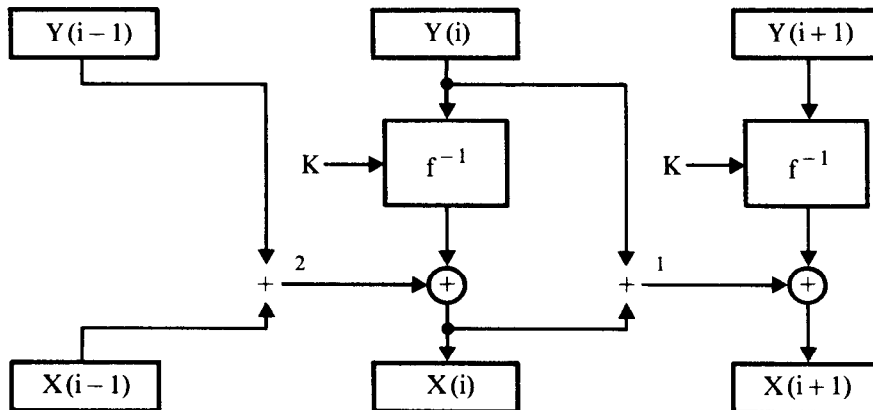 Y(i−1) Y(i) Y(i+1)
K f⁻¹ K f⁻¹
+ 2 + + 1 +
X(i−1) X(i) X(i+1)